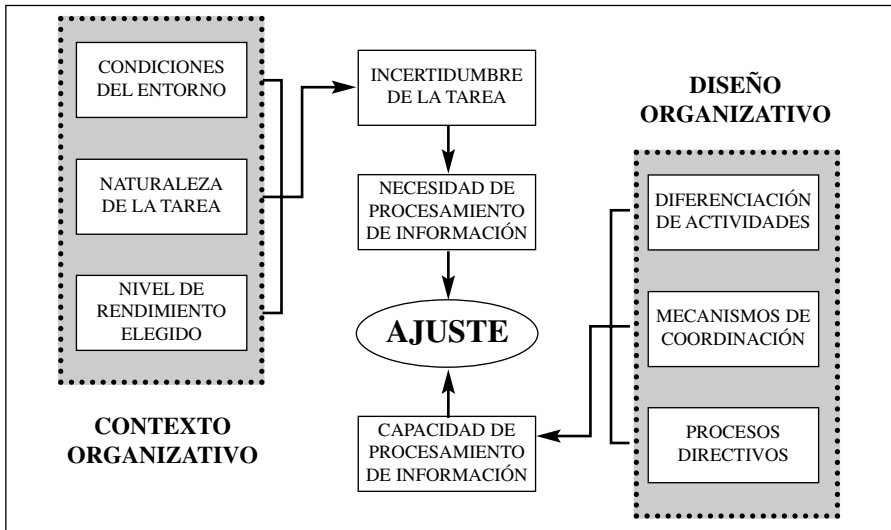 CONDICIONES
DEL ENTORNO
NATURALEZA
DE LA TAREA
NIVEL DE
RENDIMIENTO
ELEGIDO
CONTEXTO
ORGANIZATIVO
INCERTIDUMBRE
DE LA TAREA
NECESIDAD DE
PROCESAMIENTO
DE INFORMACIÓN
AJUSTE
CAPACIDAD DE
PROCESAMIENTO
DE INFORMACIÓN
DISEÑO
ORGANIZATIVO
DIFERENCIACIÓN
DE ACTIVIDADES
MECANISMOS DE
COORDINACIÓN
PROCESOS
DIRECTIVOS